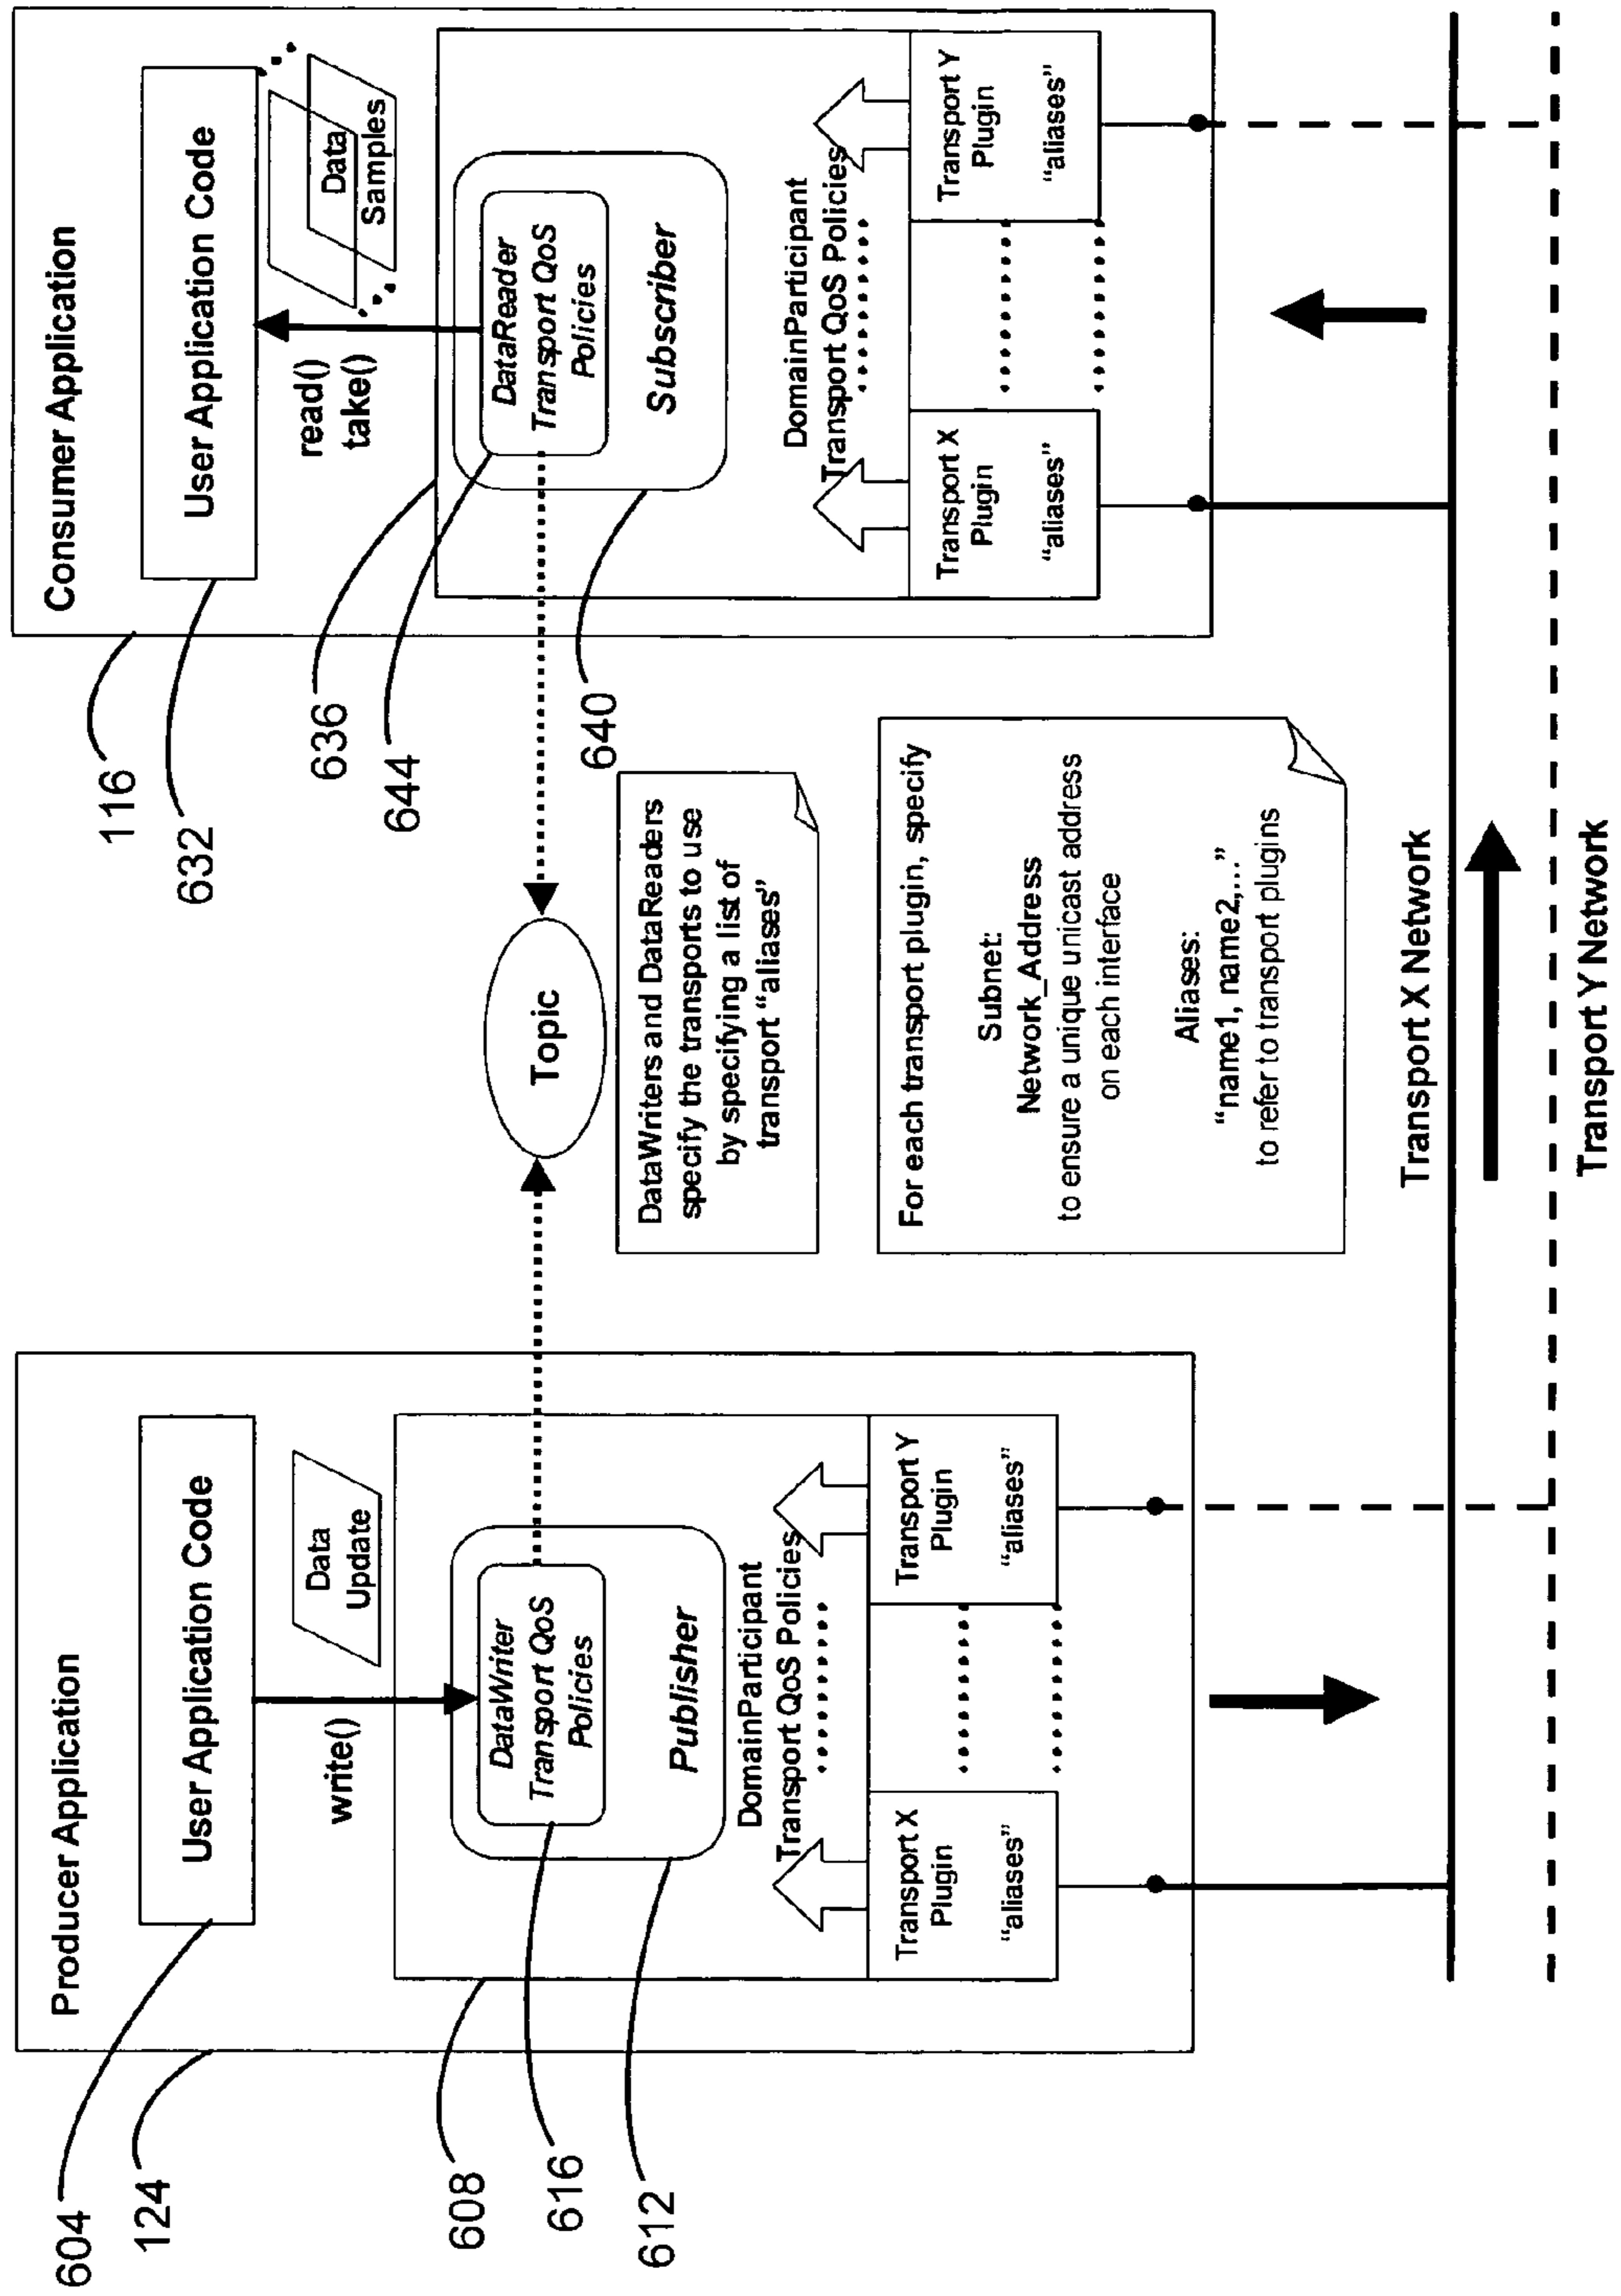 Producer Application
User Application Code
write()
Data
Update
DataWriter
Transport QoS
Policies
Publisher
DomainParticipant
Transport QoS Policies
Transport X
Plugin
“aliases”
Transport Y
Plugin
“aliases”
604
124
608
616
612
Topic
DataWriters and DataReaders
specify the transports to use
by specifying a list of
transport “aliases”
For each transport plugin, specify
Subnet:
Network_Address
to ensure a unique unicast address
on each interface
Aliases:
“name1, name2,...”
to refer to transport plugins
Consumer Application
User Application Code
read()
take()
Data
Samples
DataReader
Transport QoS
Policies
Subscriber
DomainParticipant
Transport QoS Policies
Transport X
Plugin
“aliases”
Transport Y
Plugin
“aliases”
116
632
636
644
640
Transport X Network
Transport Y Network